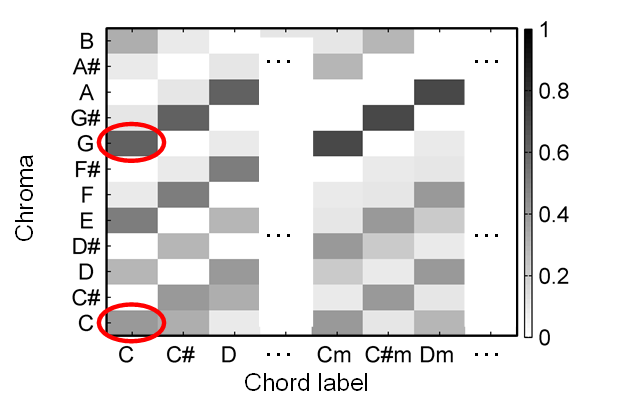 B
A#
A
G#
G
F#
F
E
D#
D
C#
C
Chroma
... ...
... ...
C C# D ... Cm C#m Dm ...
Chord label
1
0.8
0.6
0.4
0.2
0